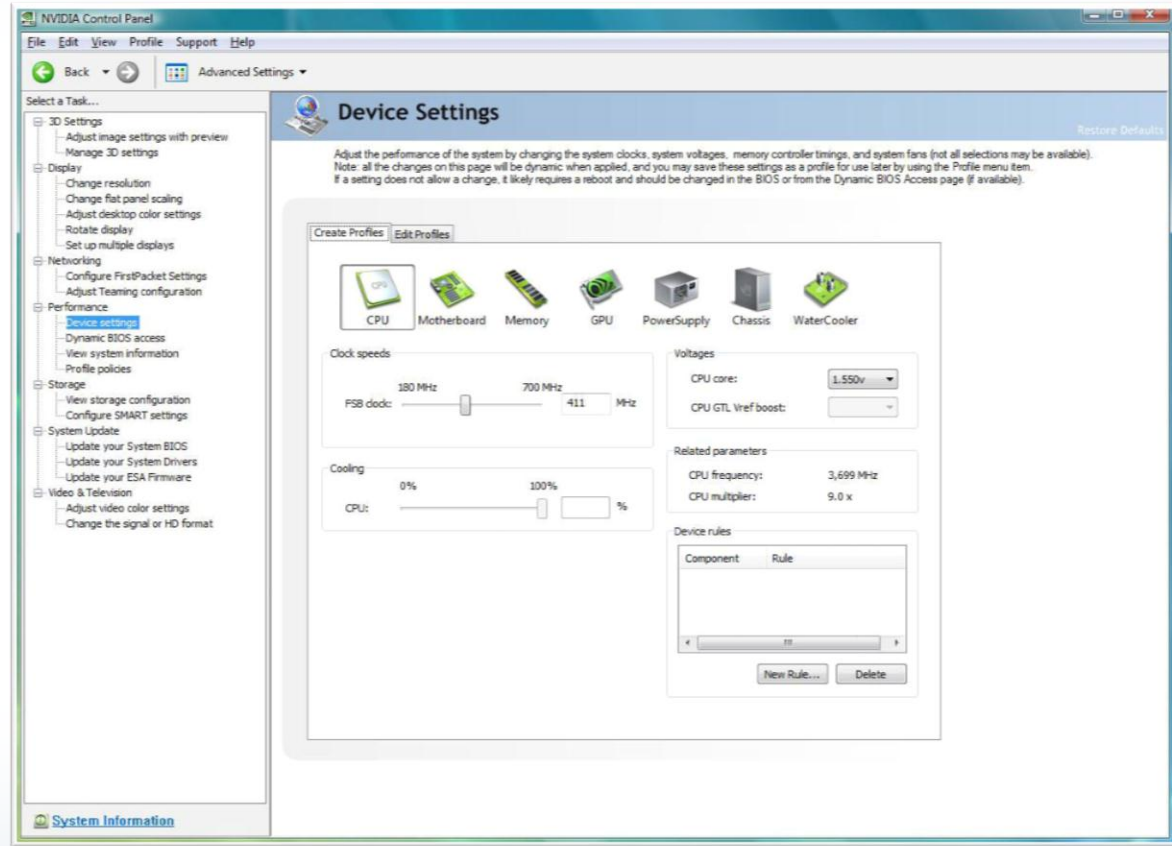 NVIDIA Control Panel
File Edit View Profile Support Help
Back Advanced Settings
Select a Task...
3D Settings
Adjust image settings with preview
Manage 3D settings
Display
Change resolution
Change flat panel scaling
Adjust desktop color settings
Rotate display
Set up multiple displays
Networking
Configure FirstPacket Settings
Adjust Teaming configuration
Performance
Device settings
Dynamic BIOS access
View system information
Profile policies
Storage
View storage configuration
Configure SMART settings
System Update
Update your System BIOS
Update your System Drivers
Update your ESA Firmware
Video & Television
Adjust video color settings
Change the signal or HD format
System Information
Device Settings
Restore Defaults
Adjust the performance of the system by changing the system clocks, system voltages, memory controller timings, and system fans (not all selections may be available).
Note: all the changes on this page will be dynamic when applied, and you may save these settings as a profile for use later by using the Profile menu item.
If a setting does not allow a change, it likely requires a reboot and should be changed in the BIOS or from the Dynamic BIOS Access page (if available).
Create Profiles Edit Profiles
CPU Motherboard Memory GPU PowerSupply Chassis WaterCooler
Clock speeds
180 MHz 700 MHz
FSB clock: 411 MHz
Cooling
0% 100%
CPU: %
Voltages
CPU core: 1.550v
CPU GTL Vref boost:
Related parameters
CPU frequency: 3,699 MHz
CPU multiplier: 9.0 x
Device rules
Component Rule
New Rule... Delete